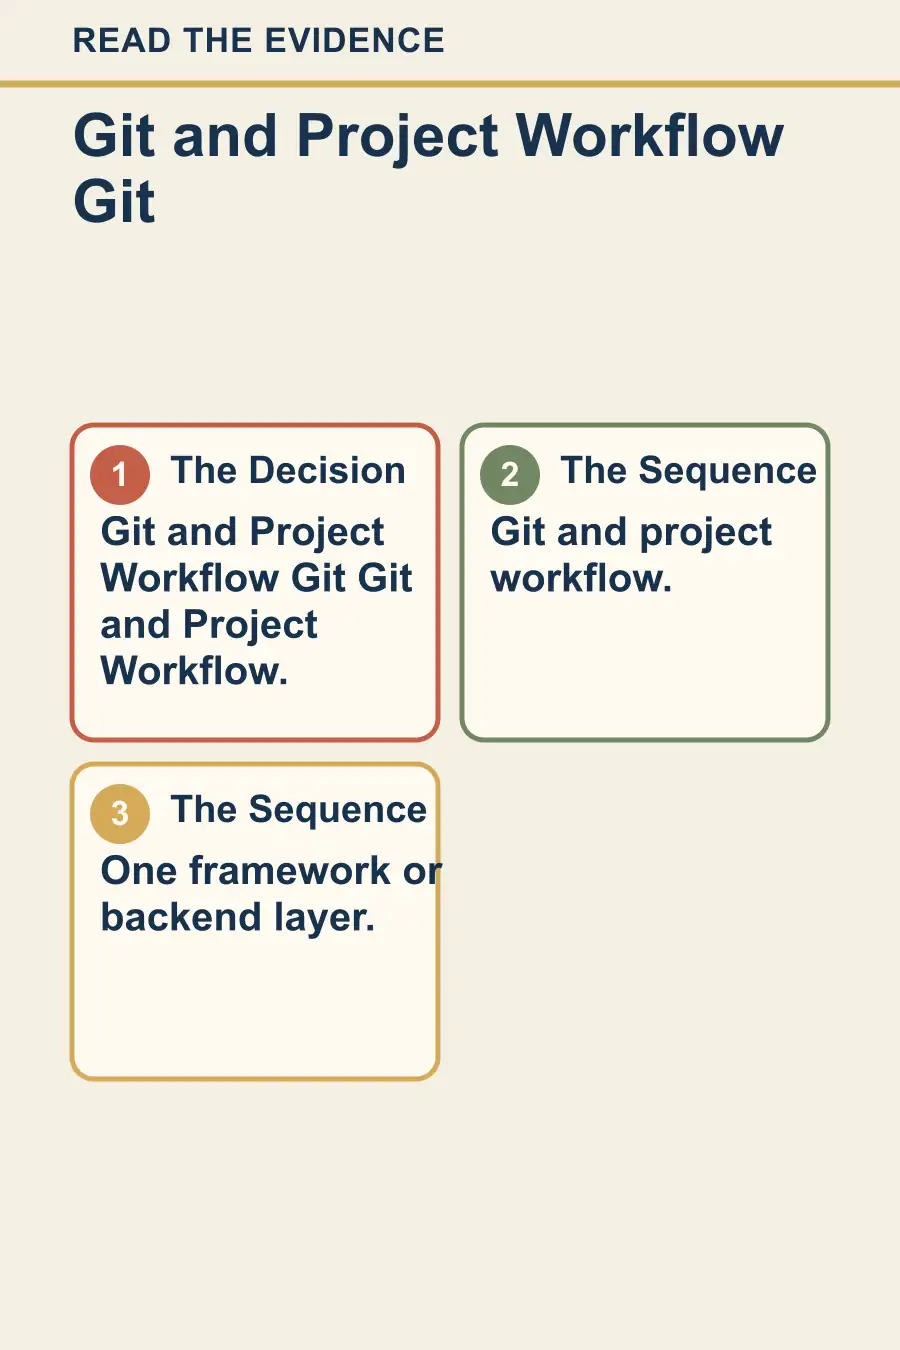 READ THE EVIDENCE
Git and Project Workflow
Git
1 The Decision
Git and Project
Workflow Git Git
and Project
Workflow.
2 The Sequence
Git and project
workflow.
3 The Sequence
One framework or
backend layer.